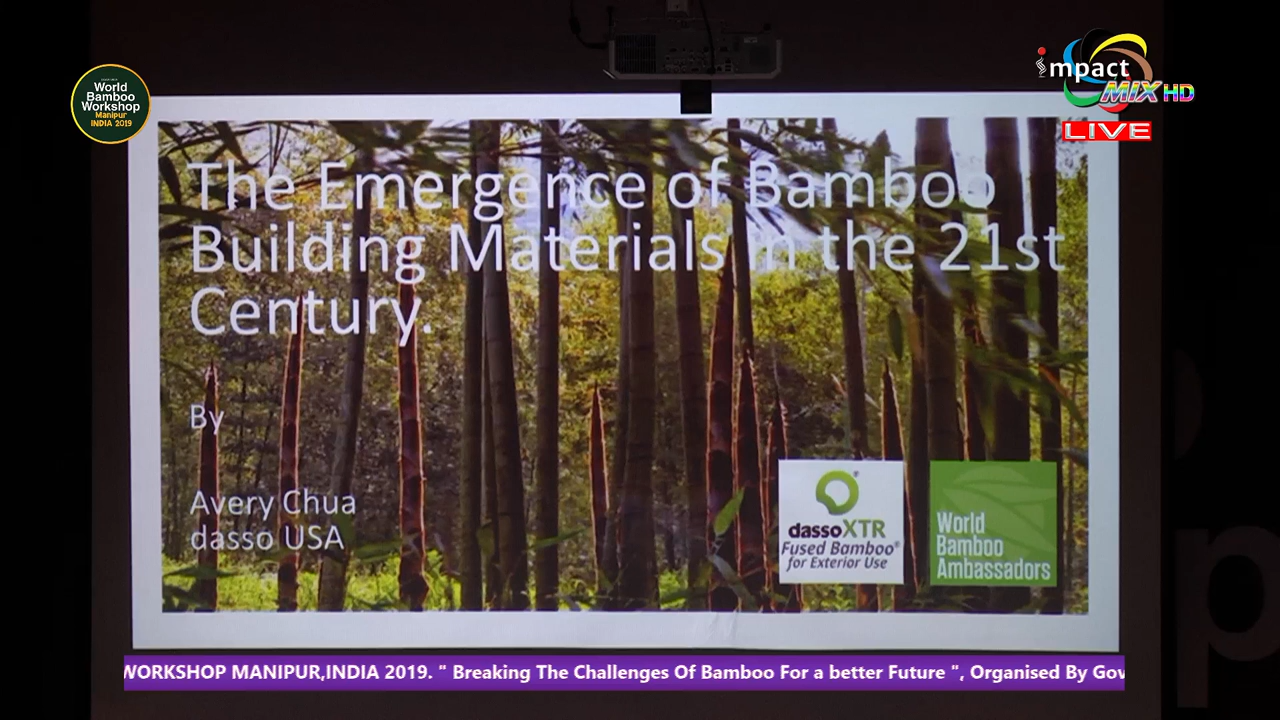 World
Bamboo
Workshop
Manipur
INDIA 2019
impact
MIX HD
LIVE
The Emergence of Bamboo
Building Materials in the 21st
Century.
By
Avery Chua
dasso USA
dassoXTR
Fused Bamboo®
for Exterior Use
World
Bamboo
Ambassadors
WORKSHOP MANIPUR,INDIA 2019. " Breaking The Challenges Of Bamboo For a better Future ", Organised By Gov